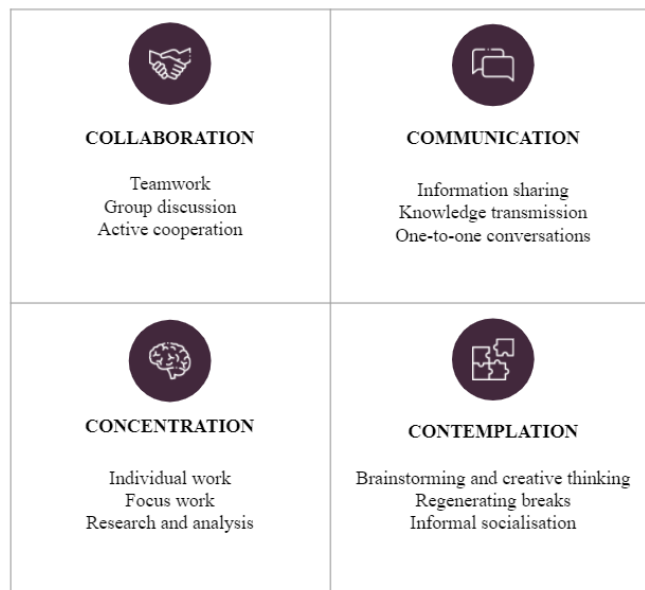 COLLABORATION
Teamwork
Group discussion
Active cooperation
COMMUNICATION
Information sharing
Knowledge transmission
One-to-one conversations
CONCENTRATION
Individual work
Focus work
Research and analysis
CONTEMPLATION
Brainstorming and creative thinking
Regenerating breaks
Informal socialisation